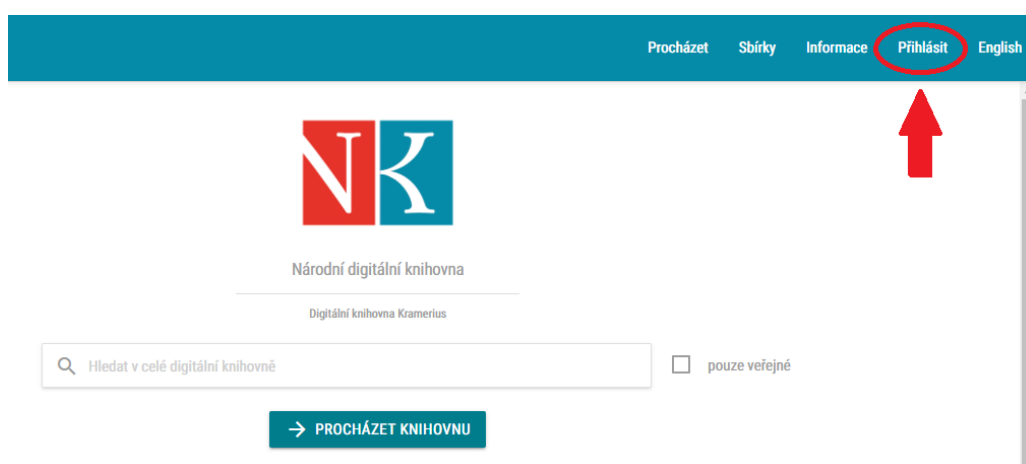 Procházet Sbírky Informace Přihlásit English
NK
Národní digitální knihovna
Digitální knihovna Kramerius
Hledat v celé digitální knihovně
pouze veřejné
PROCHÁZET KNIHOVNU